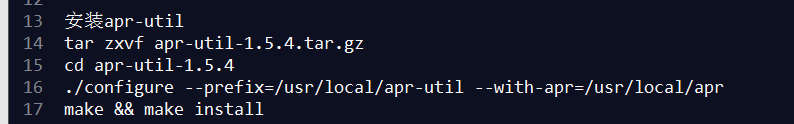 13 安装apr-util
14 tar zxvf apr-util-1.5.4.tar.gz
15 cd apr-util-1.5.4
16 ./configure --prefix=/usr/local/apr-util --with-apr=/usr/local/apr
17 make && make install